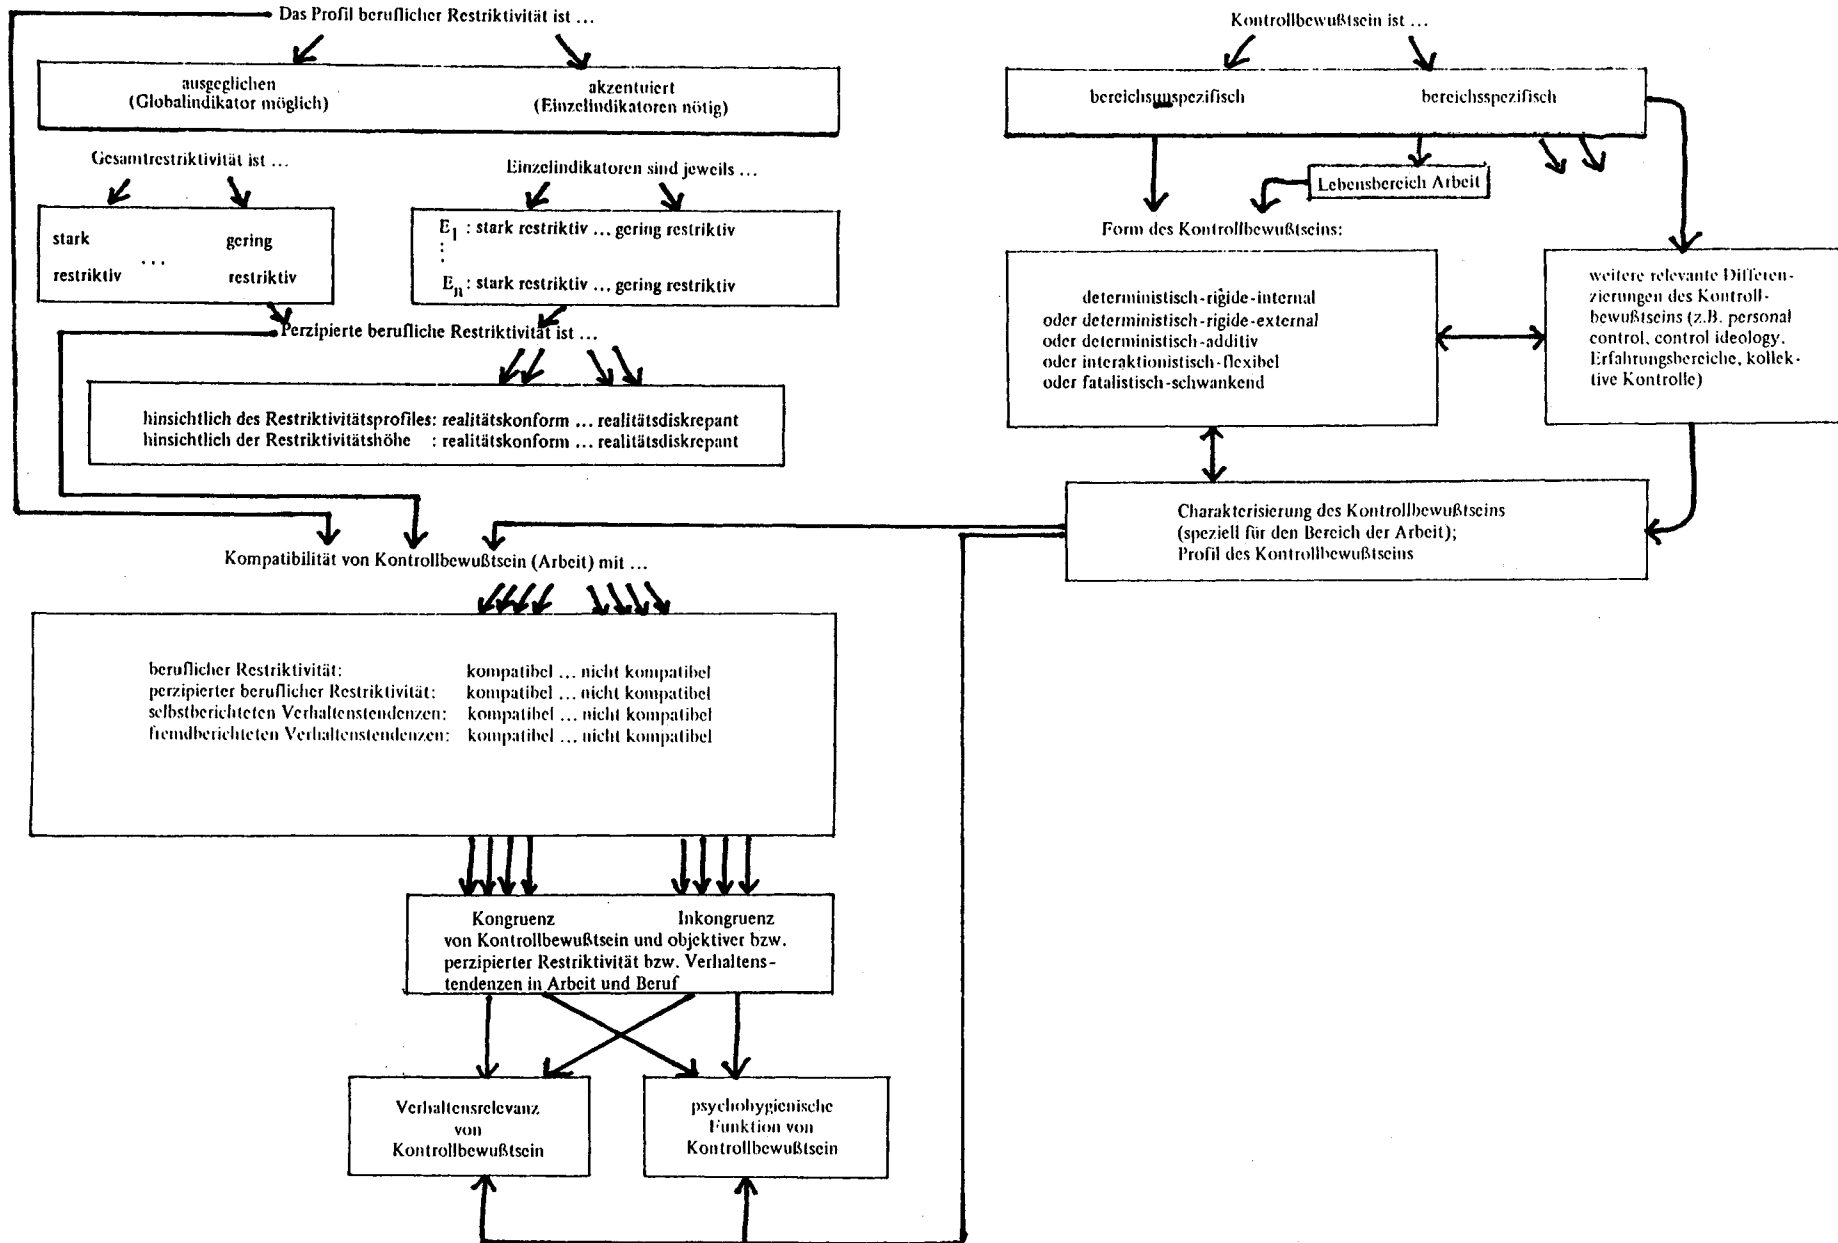 Das Profil beruflicher Restriktivität ist ...
ausgeglichen
(Globalindikator möglich)
akzentuiert
(Einzelindikatoren nötig)
Gesamtrestriktivität ist ...
stark
restriktiv
...
gering
restriktiv
Einzelindikatoren sind jeweils ...
E1 : stark restriktiv ... gering restriktiv
⋮
En : stark restriktiv ... gering restriktiv
Perzipierte berufliche Restriktivität ist ...
hinsichtlich des Restriktivitätsprofiles: realitätskonform ... realitätsdiskrepant
hinsichtlich der Restriktivitätshöhe : realitätskonform ... realitätsdiskrepant
Kontrollbewußtsein ist ...
bereichsunspezifisch
bereichsspezifisch
Lebensbereich Arbeit
Form des Kontrollbewußtseins:
deterministisch-rigide-internal
oder deterministisch-rigide-external
oder deterministisch-additiv
oder interaktionistisch-flexibel
oder fatalistisch-schwankend
weitere relevante Differen-
zierungen des Kontroll-
bewußtseins (z.B. personal
control, control ideology.
Erfahrungsbereiche, kollek-
tive Kontrolle)
Charakterisierung des Kontrollbewußtseins
(speziell für den Bereich der Arbeit);
Profil des Kontrollbewußtseins
Kompatibilität von Kontrollbewußtsein (Arbeit) mit ...
beruflicher Restriktivität: kompatibel ... nicht kompatibel
perzipierter beruflicher Restriktivität: kompatibel ... nicht kompatibel
selbstberichteten Verhaltenstendenzen: kompatibel ... nicht kompatibel
fremdberichteten Verhaltenstendenzen: kompatibel ... nicht kompatibel
Kongruenz Inkongruenz
von Kontrollbewußtsein und objektiver bzw.
perzipierter Restriktivität bzw. Verhaltens-
tendenzen in Arbeit und Beruf
Verhaltensrelevanz
von
Kontrollbewußtsein
psychohygienische
Funktion von
Kontrollbewußtsein